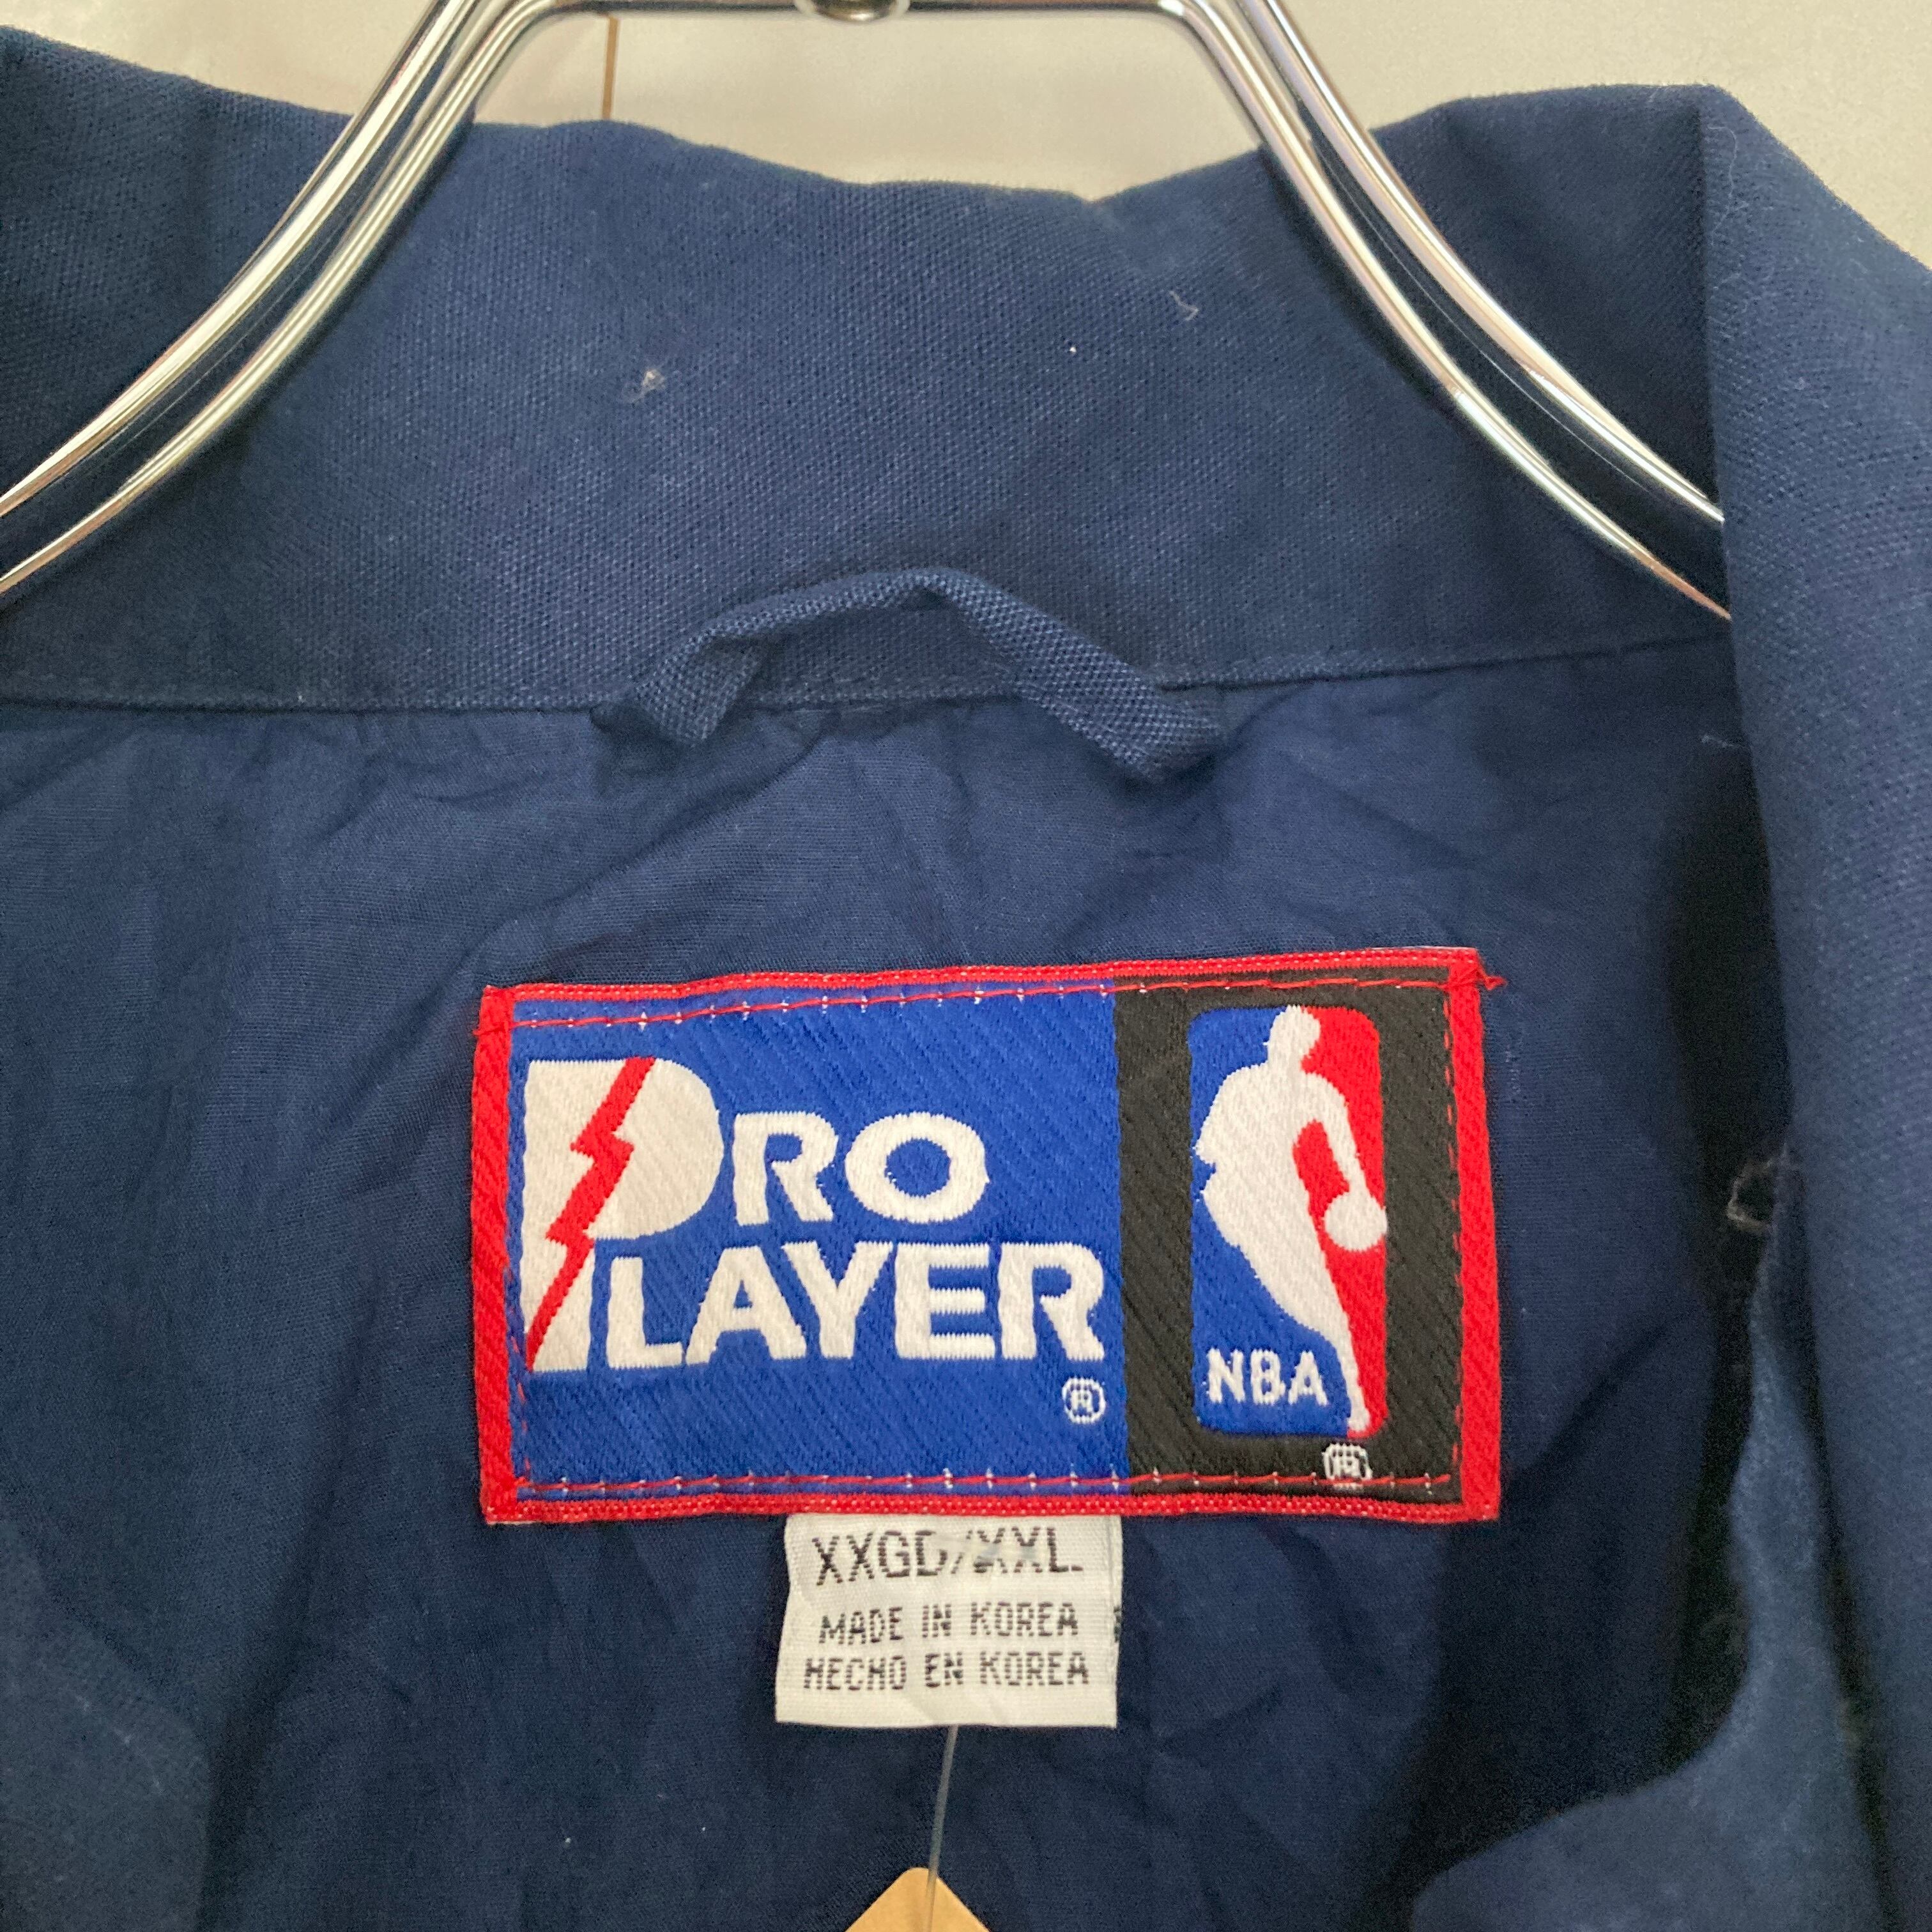 PRO
PLAYER
®
NBA
®
XXGD/XXL
MADE IN KOREA
HECHO EN KOREA